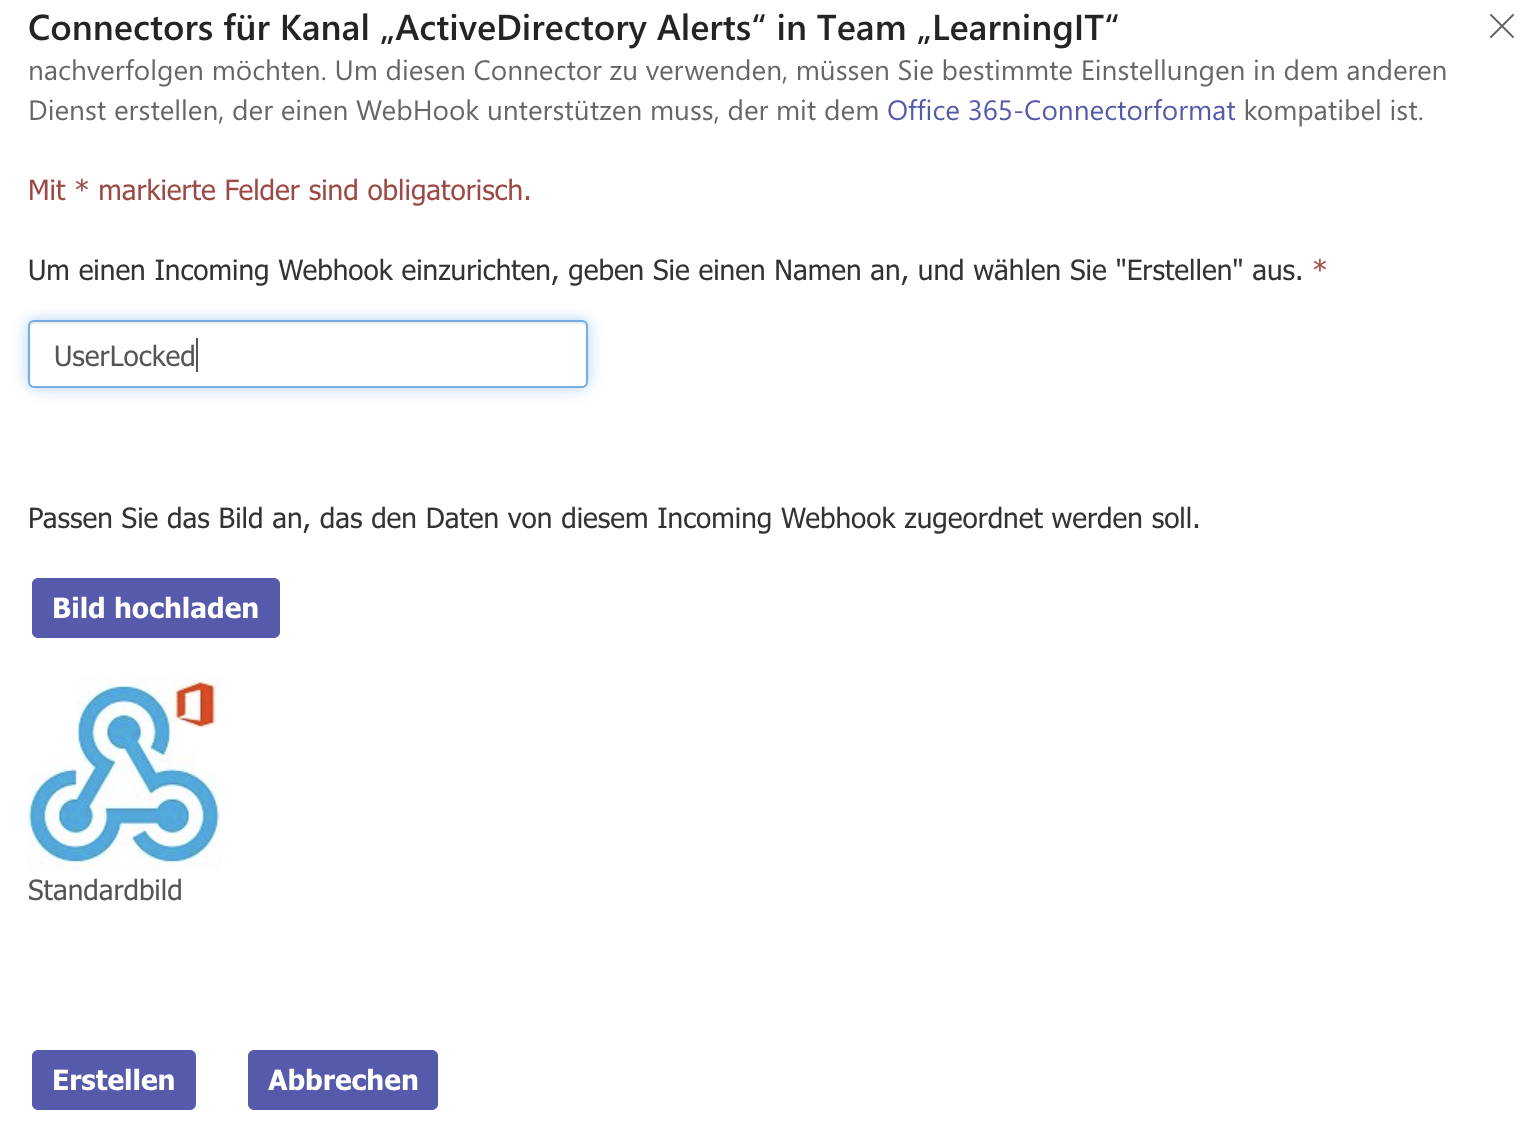 Connectors für Kanal „ActiveDirectory Alerts“ in Team „LearningIT“
nachverfolgen möchten. Um diesen Connector zu verwenden, müssen Sie bestimmte Einstellungen in dem anderen
Dienst erstellen, der einen WebHook unterstützen muss, der mit dem Office 365-Connectorformat kompatibel ist.
Mit * markierte Felder sind obligatorisch.
Um einen Incoming Webhook einzurichten, geben Sie einen Namen an, und wählen Sie "Erstellen" aus. *
UserLocked
Passen Sie das Bild an, das den Daten von diesem Incoming Webhook zugeordnet werden soll.
Bild hochladen
Standardbild
Erstellen
Abbrechen